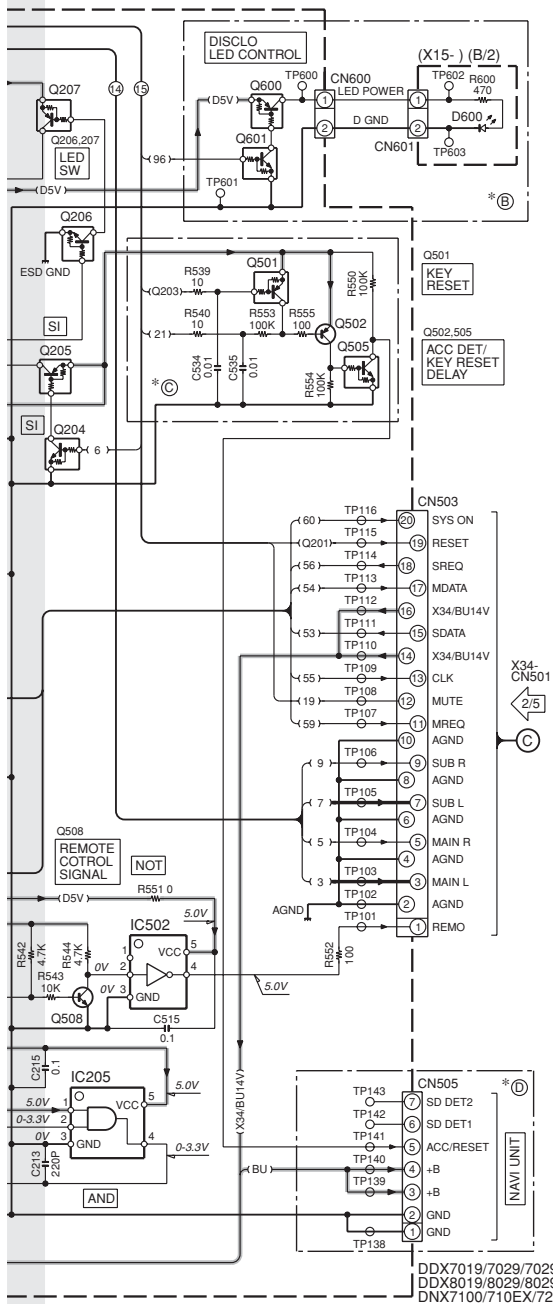 DISCLO
LED CONTROL
(X15- ) (B/2)
Q207
14
15
Q600
TP600
CN600
LED POWER
TP602
R600
470
(D5V)
1
1
D GND
D600
Q206,207
LED
SW
Q601
2
2
CN601
TP603
(96)
TP601
(D5V)
*B
Q206
ESD GND
Q501
R539
10
R550
100K
Q501
KEY
RESET
(Q203)
SI
R540
10
R553
100K
R555
100
Q502
Q502,505
ACC DET/
KEY RESET
DELAY
(21)
Q505
Q205
*C
C534
0.01
C535
0.01
R554
100K
SI
Q204
(6)
CN503
(60) TP116 20 SYS ON
(Q201) TP115 19 RESET
(56) TP114 18 SREQ
(54) TP113 17 MDATA
TP112 16 X34/BU14V
(53) TP111 15 SDATA
TP110 14 X34/BU14V
(55) TP109 13 CLK
(19) TP108 12 MUTE
(59) TP107 11 MREQ
10 AGND
(9) TP106 9 SUB R
8 AGND
(7) TP105 7 SUB L
6 AGND
(5) TP104 5 MAIN R
4 AGND
(3) TP103 3 MAIN L
AGND TP102 2 AGND
TP101 1 REMO
X34-
CN501
2/5
C
Q508
REMOTE
COTROL
SIGNAL
NOT
(D5V)
R551 0
5.0V
IC502
R542
4.7K
R544
4.7K
0V
1
VCC 5
2
4
R543
10K
0V
3
GND
5.0V
R552
100
Q508
C515
0.1
C215
0.1
IC205
5.0V
5.0V
1
VCC 5
0-3.3V
2
0V
3
GND
4
0-3.3V
C213
220P
AND
(X34/BU14V)
(BU)
CN505
*D
TP143 7 SD DET2
TP142 6 SD DET1
TP141 5 ACC/RESET
TP140 4 +B
TP139 3 +B
2 GND
TP138 1 GND
NAVI UNIT
DDX7019/7029/7029
DDX8019/8029/8029
DNX7100/710EX/72